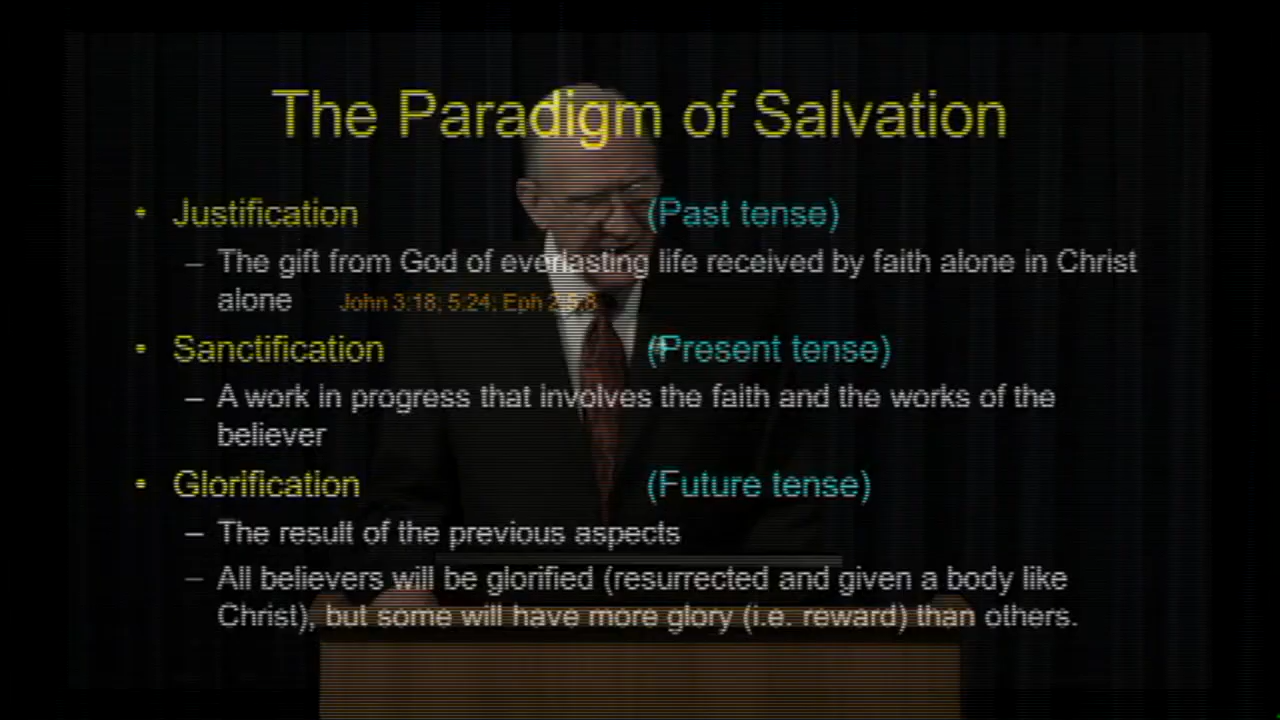 The Paradigm of Salvation
• Justification (Past tense)
– The gift from God of everlasting life received by faith alone in Christ
alone John 3:18; 5:24; Eph 2:5,8
• Sanctification (Present tense)
– A work in progress that involves the faith and the works of the
believer
• Glorification (Future tense)
– The result of the previous aspects
– All believers will be glorified (resurrected and given a body like
Christ), but some will have more glory (i.e. reward) than others.